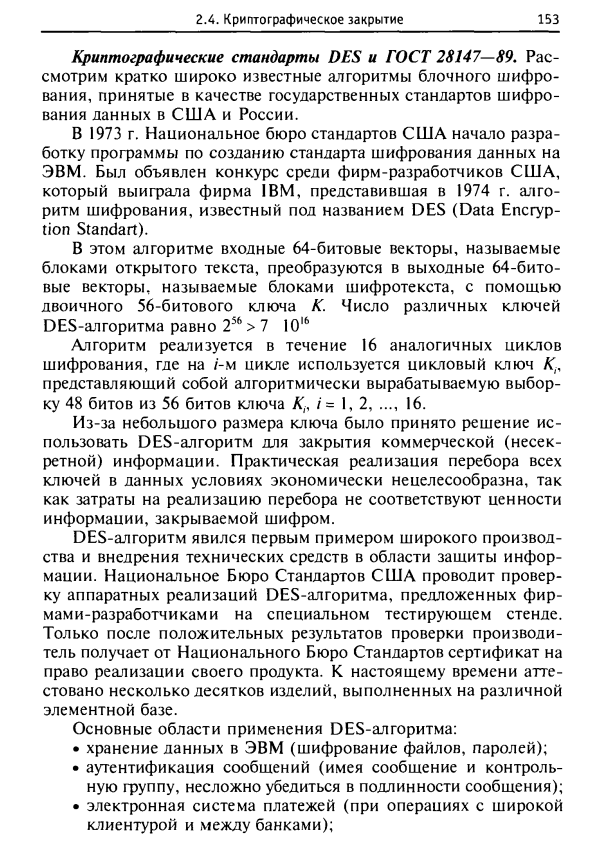 2.4. Криптографическое закрытие 153
Криптографические стандарты DES и ГОСТ 28147—89. Рас-
смотрим кратко широко известные алгоритмы блочного шифро-
вания, принятые в качестве государственных стандартов шифро-
вания данных в США и России.
В 1973 г. Национальное бюро стандартов США начало разра-
ботку программы по созданию стандарта шифрования данных на
ЭВМ. Был объявлен конкурс среди фирм-разработчиков США,
который выиграла фирма IBM, представившая в 1974 г. алго-
ритм шифрования, известный под названием DES (Data Encryp-
tion Standart).
В этом алгоритме входные 64-битовые векторы, называемые
блоками открытого текста, преобразуются в выходные 64-бито-
вые векторы, называемые блоками шифротекста, с помощью
двоичного 56-битового ключа K. Число различных ключей
DES-алгоритма равно 2⁵⁶ > 7 10¹⁶
Алгоритм реализуется в течение 16 аналогичных циклов
шифрования, где на i-м цикле используется цикловый ключ Kᵢ,
представляющий собой алгоритмически вырабатываемую выбор-
ку 48 битов из 56 битов ключа Kᵢ, i = 1, 2, ..., 16.
Из-за небольшого размера ключа было принято решение ис-
пользовать DES-алгоритм для закрытия коммерческой (несек-
ретной) информации. Практическая реализация перебора всех
ключей в данных условиях экономически нецелесообразна, так
как затраты на реализацию перебора не соответствуют ценности
информации, закрываемой шифром.
DES-алгоритм явился первым примером широкого производ-
ства и внедрения технических средств в области защиты инфор-
мации. Национальное Бюро Стандартов США проводит провер-
ку аппаратных реализаций DES-алгоритма, предложенных фир-
мами-разработчиками на специальном тестирующем стенде.
Только после положительных результатов проверки производи-
тель получает от Национального Бюро Стандартов сертификат на
право реализации своего продукта. К настоящему времени атте-
стовано несколько десятков изделий, выполненных на различной
элементной базе.
Основные области применения DES-алгоритма:
• хранение данных в ЭВМ (шифрование файлов, паролей);
• аутентификация сообщений (имея сообщение и контроль-
ную группу, несложно убедиться в подлинности сообщения);
• электронная система платежей (при операциях с широкой
клиентурой и между банками);